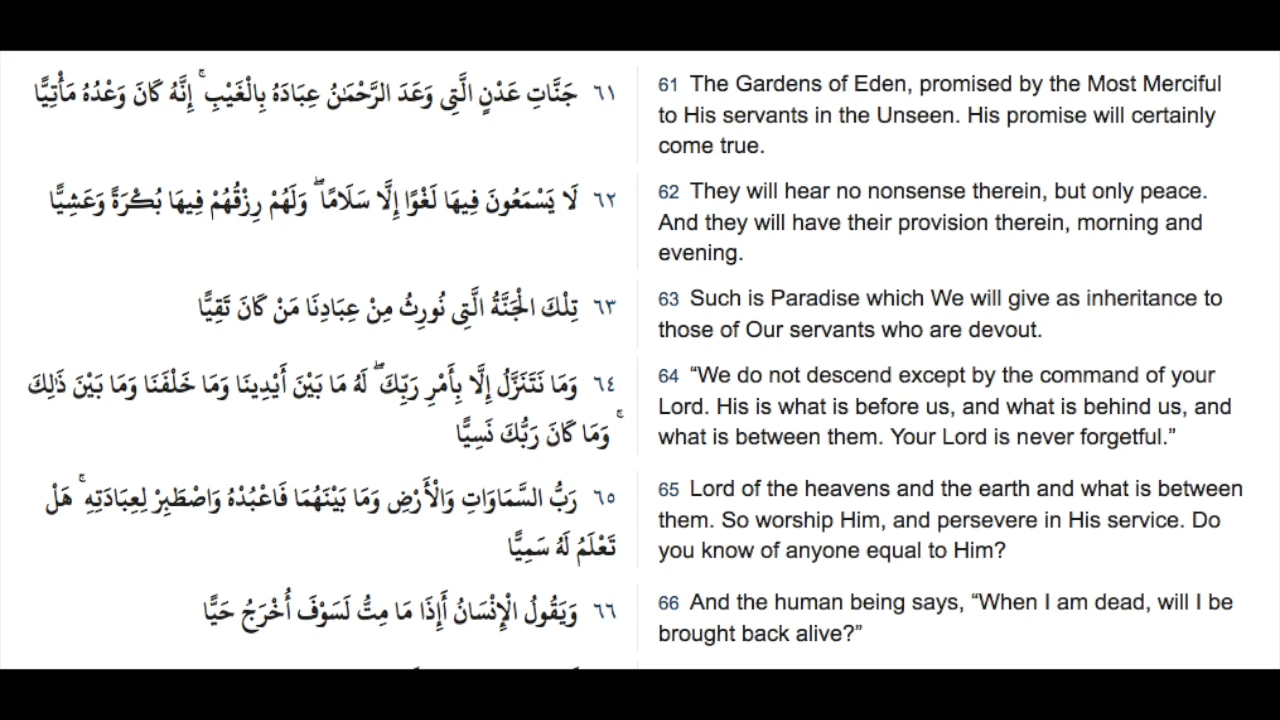 ٦١ جَنَّاتِ عَدْنٍ الَّتِي وَعَدَ الرَّحْمَٰنُ عِبَادَهُ بِالْغَيْبِ ۚ إِنَّهُ كَانَ وَعْدُهُ مَأْتِيًّا
61 The Gardens of Eden, promised by the Most Merciful
to His servants in the Unseen. His promise will certainly
come true.
٦٢ لَا يَسْمَعُونَ فِيهَا لَغْوًا إِلَّا سَلَامًا ۖ وَلَهُمْ رِزْقُهُمْ فِيهَا بُكْرَةً وَعَشِيًّا
62 They will hear no nonsense therein, but only peace.
And they will have their provision therein, morning and
evening.
٦٣ تِلْكَ الْجَنَّةُ الَّتِي نُورِثُ مِنْ عِبَادِنَا مَنْ كَانَ تَقِيًّا
63 Such is Paradise which We will give as inheritance to
those of Our servants who are devout.
٦٤ وَمَا نَتَنَزَّلُ إِلَّا بِأَمْرِ رَبِّكَ ۖ لَهُ مَا بَيْنَ أَيْدِينَا وَمَا خَلْفَنَا وَمَا بَيْنَ ذَٰلِكَ
ۚ وَمَا كَانَ رَبُّكَ نَسِيًّا
64 “We do not descend except by the command of your
Lord. His is what is before us, and what is behind us, and
what is between them. Your Lord is never forgetful.”
٦٥ رَبُّ السَّمَاوَاتِ وَالْأَرْضِ وَمَا بَيْنَهُمَا فَاعْبُدْهُ وَاصْطَبِرْ لِعِبَادَتِهِ ۚ هَلْ
تَعْلَمُ لَهُ سَمِيًّا
65 Lord of the heavens and the earth and what is between
them. So worship Him, and persevere in His service. Do
you know of anyone equal to Him?
٦٦ وَيَقُولُ الْإِنْسَانُ أَإِذَا مَا مِتُّ لَسَوْفَ أُخْرَجُ حَيًّا
66 And the human being says, “When I am dead, will I be
brought back alive?”